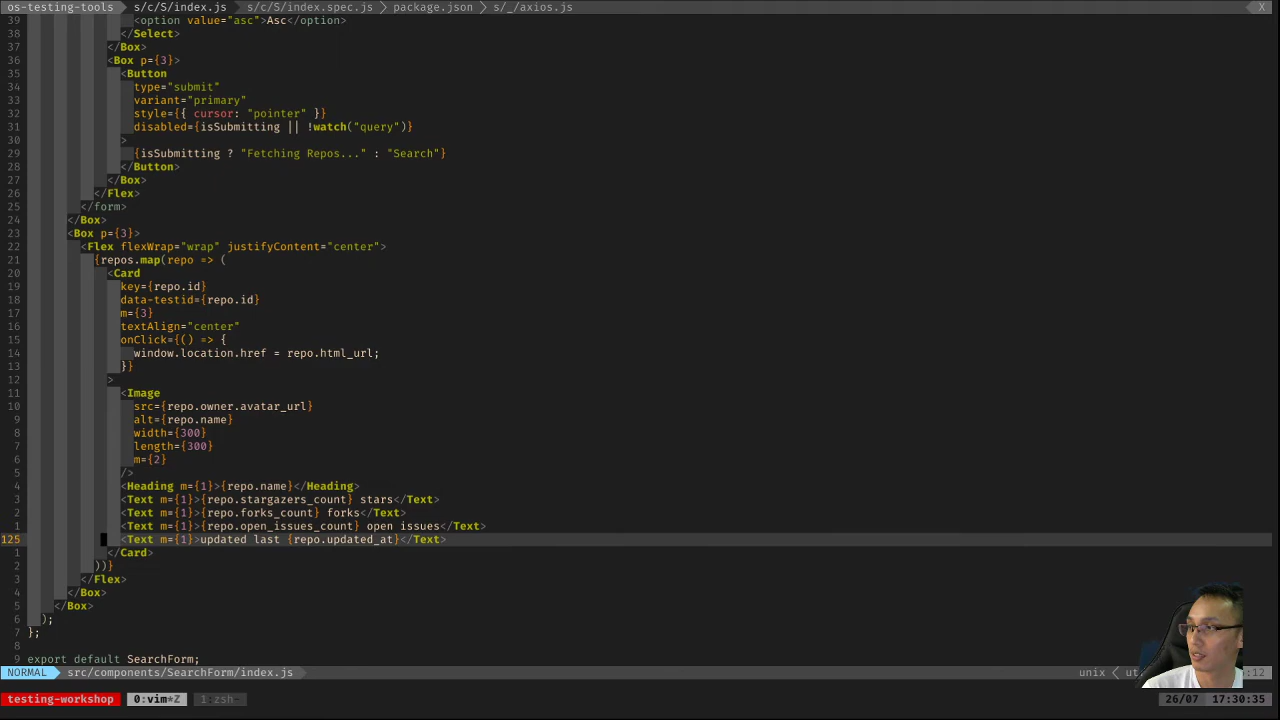 os-testing-tools  s/c/S/index.js  s/c/S/index.spec.js  package.json  s/_/axios.js  X
39 <option value="asc">Asc</option>
38 </Select>
37 </Box>
36 <Box p={3}>
35 <Button
34 type="submit"
33 variant="primary"
32 style={{ cursor: "pointer" }}
31 disabled={isSubmitting || !watch("query")}
30 >
29 {isSubmitting ? "Fetching Repos..." : "Search"}
28 </Button>
27 </Box>
26 </Flex>
25 </form>
24 </Box>
23 <Box p={3}>
22 <Flex flexWrap="wrap" justifyContent="center">
21 {repos.map(repo => (
20 <Card
19 key={repo.id}
18 data-testid={repo.id}
17 m={3}
16 textAlign="center"
15 onClick={() => {
14 window.location.href = repo.html_url;
13 }}
12 >
11 <Image
10 src={repo.owner.avatar_url}
9 alt={repo.name}
8 width={300}
7 length={300}
6 m={2}
5 />
4 <Heading m={1}>{repo.name}</Heading>
3 <Text m={1}>{repo.stargazers_count} stars</Text>
2 <Text m={1}>{repo.forks_count} forks</Text>
1 <Text m={1}>{repo.open_issues_count} open issues</Text>
125 <Text m={1}>updated last {repo.updated_at}</Text>
1 </Card>
2 ))}
3 </Flex>
4 </Box>
5 </Box>
6 );
7 };
8
9 export default SearchForm;
NORMAL  src/components/SearchForm/index.js  unix  :12
testing-workshop  0:vim*Z  1:zsh-  26/07  17:30:35